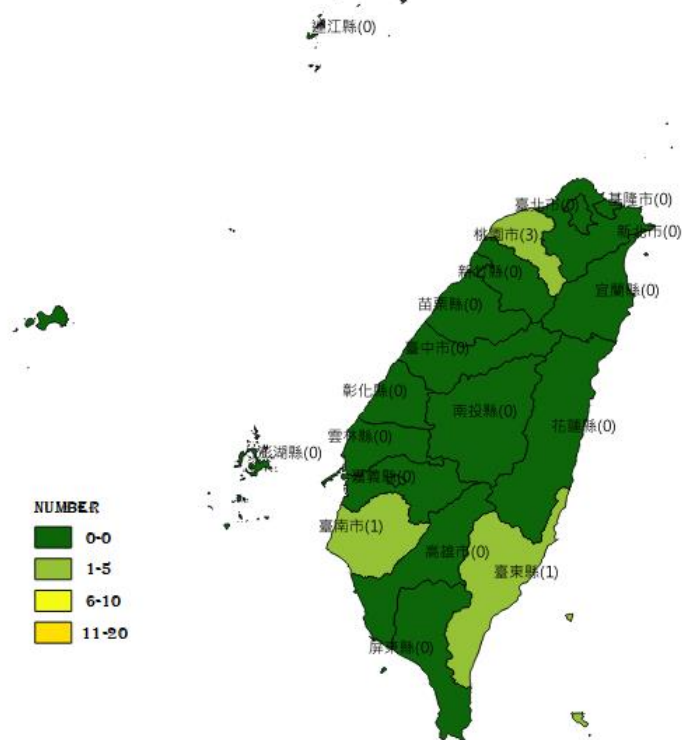 連江縣(0)
基隆市(0)
臺北市(0)
新北市(0)
桃園市(3)
新竹縣(0)
宜蘭縣(0)
苗栗縣(0)
臺中市(0)
彰化縣(0)
南投縣(0)
花蓮縣(0)
雲林縣(0)
澎湖縣(0)
嘉義縣(0)
臺南市(1)
高雄市(0)
臺東縣(1)
屏東縣(0)
NUMBER
0-0
1-5
6-10
11-20